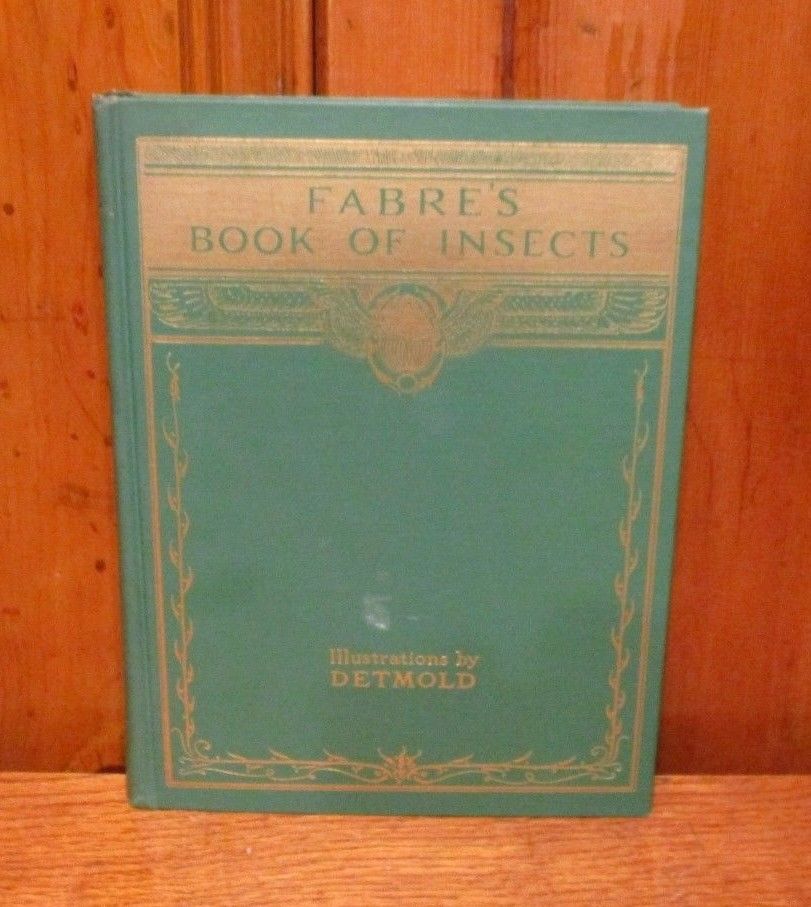 FABRE'S
BOOK OF INSECTS
Illustrations by
DETMOLD